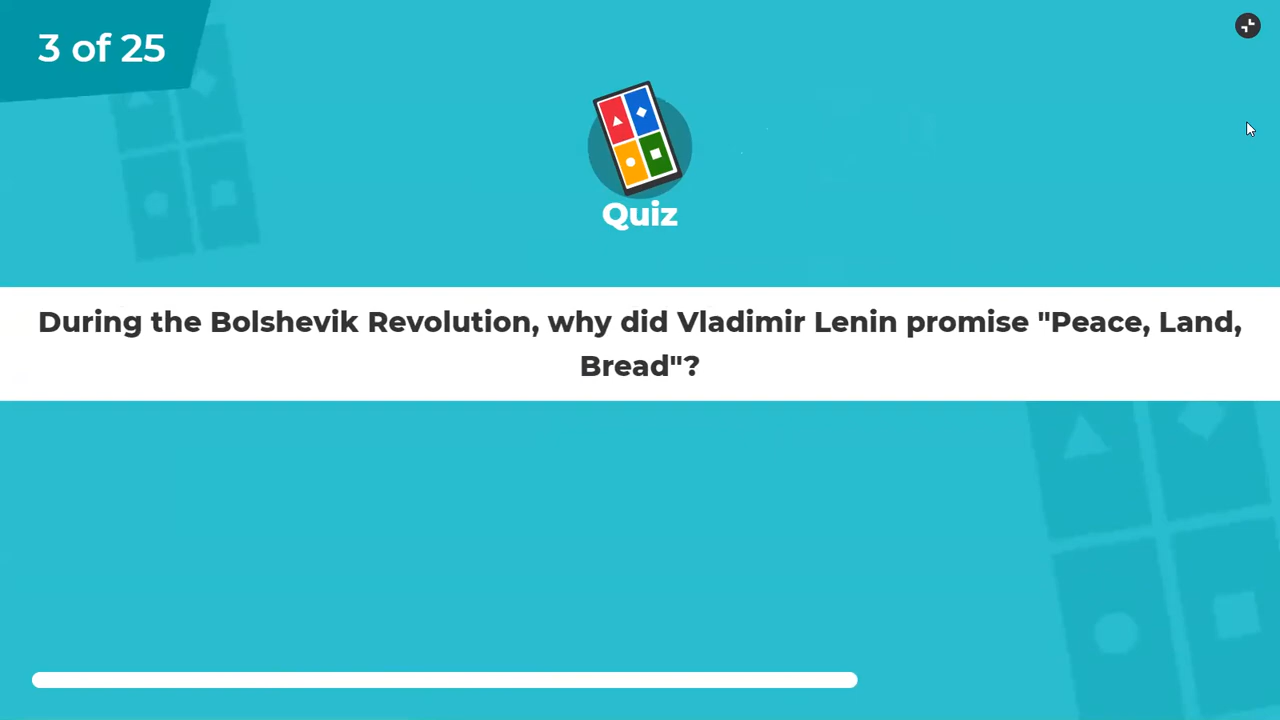 3 of 25
Quiz
During the Bolshevik Revolution, why did Vladimir Lenin promise "Peace, Land,
Bread"?